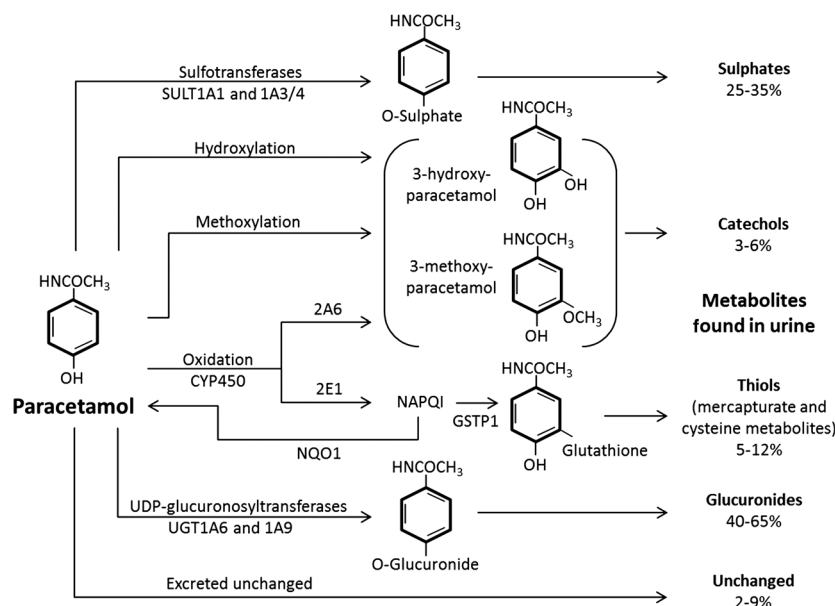 HNCOCH₃
O-Sulphate
Sulfotransferases
SULT1A1 and 1A3/4
Sulphates
25-35%
Hydroxylation
HNCOCH₃
3-hydroxy-
paracetamol
OH
OH
Methoxylation
HNCOCH₃
3-methoxy-
paracetamol
OCH₃
OH
Catechols
3-6%
Metabolites
found in urine
HNCOCH₃
OH
Paracetamol
Oxidation
CYP450
2A6
2E1
NAPQI
GSTP1
NQO1
HNCOCH₃
Glutathione
OH
Thiols
(mercapturate and
cysteine metabolites)
5-12%
UDP-glucuronosyltransferases
UGT1A6 and 1A9
HNCOCH₃
O-Glucuronide
Glucuronides
40-65%
Excreted unchanged
Unchanged
2-9%